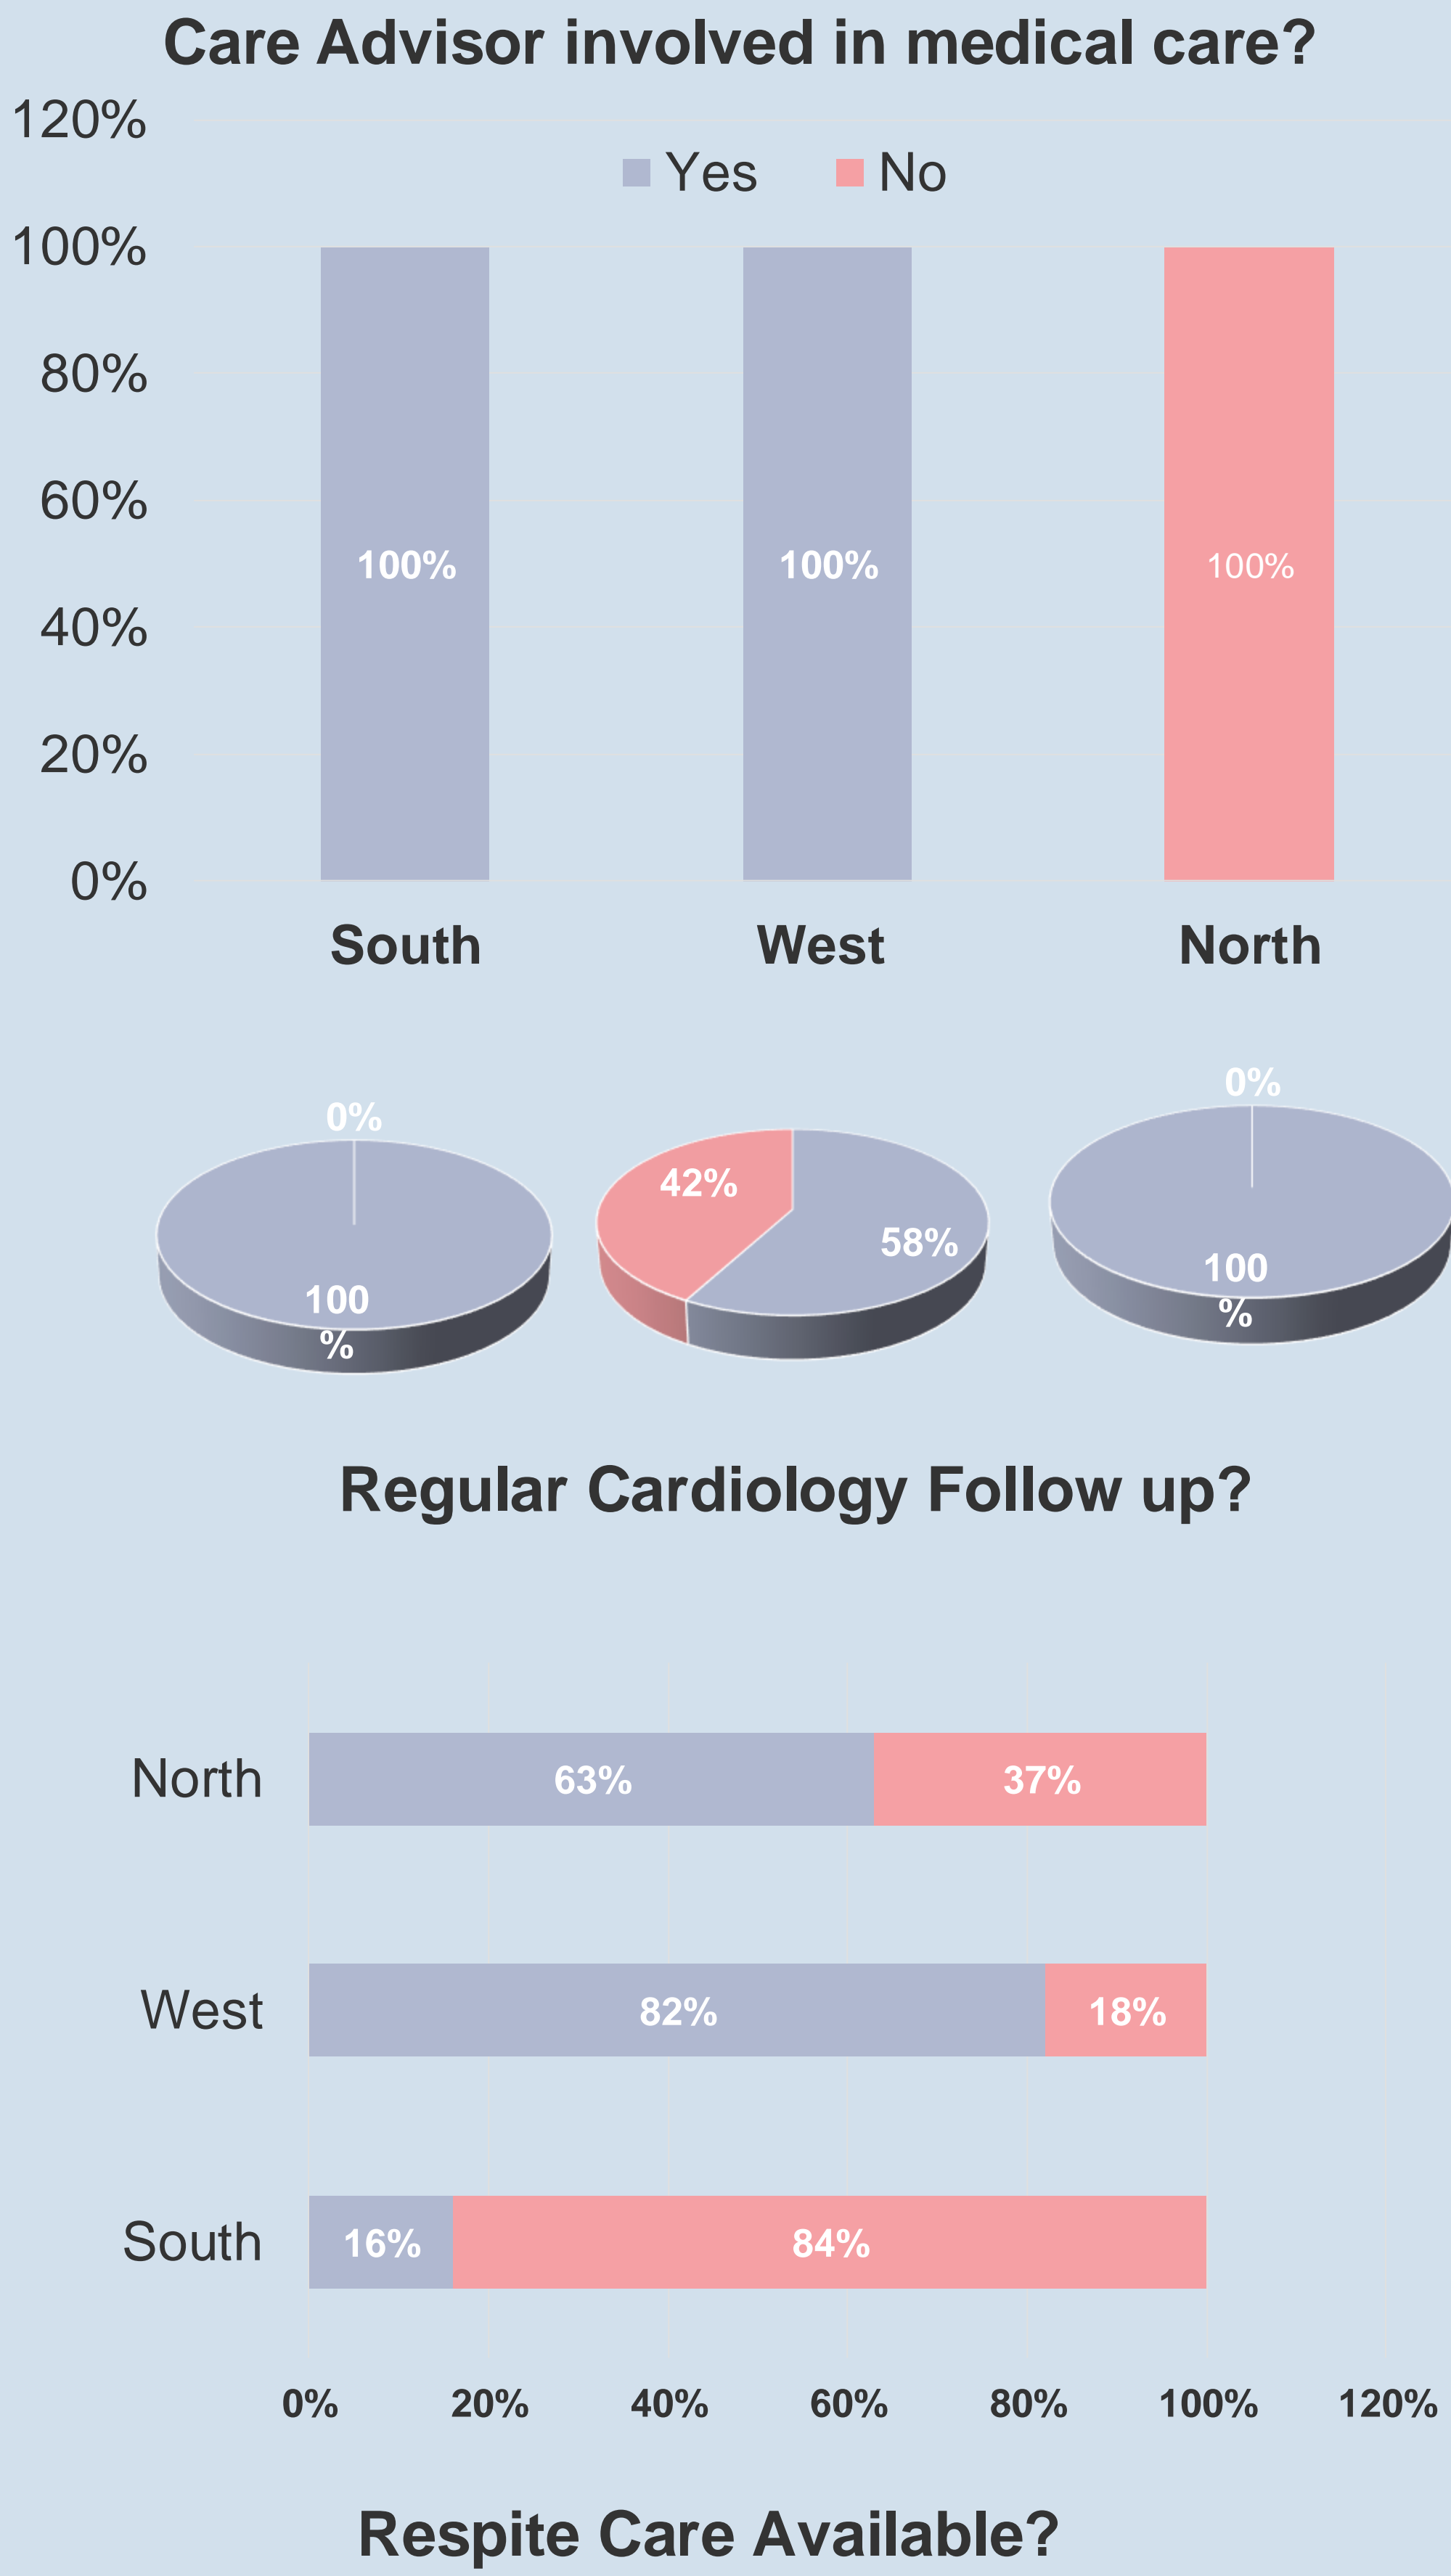 Care Advisor involved in medical care?
120%
Yes No
100%
80%
60%
100% 100% 100%
40%
20%
0%
South West North
0% 0%
42%
58%
100
% 100
%
Regular Cardiology Follow up?
North 63% 37%
West 82% 18%
South 16% 84%
0% 20% 40% 60% 80% 100% 120%
Respite Care Available?